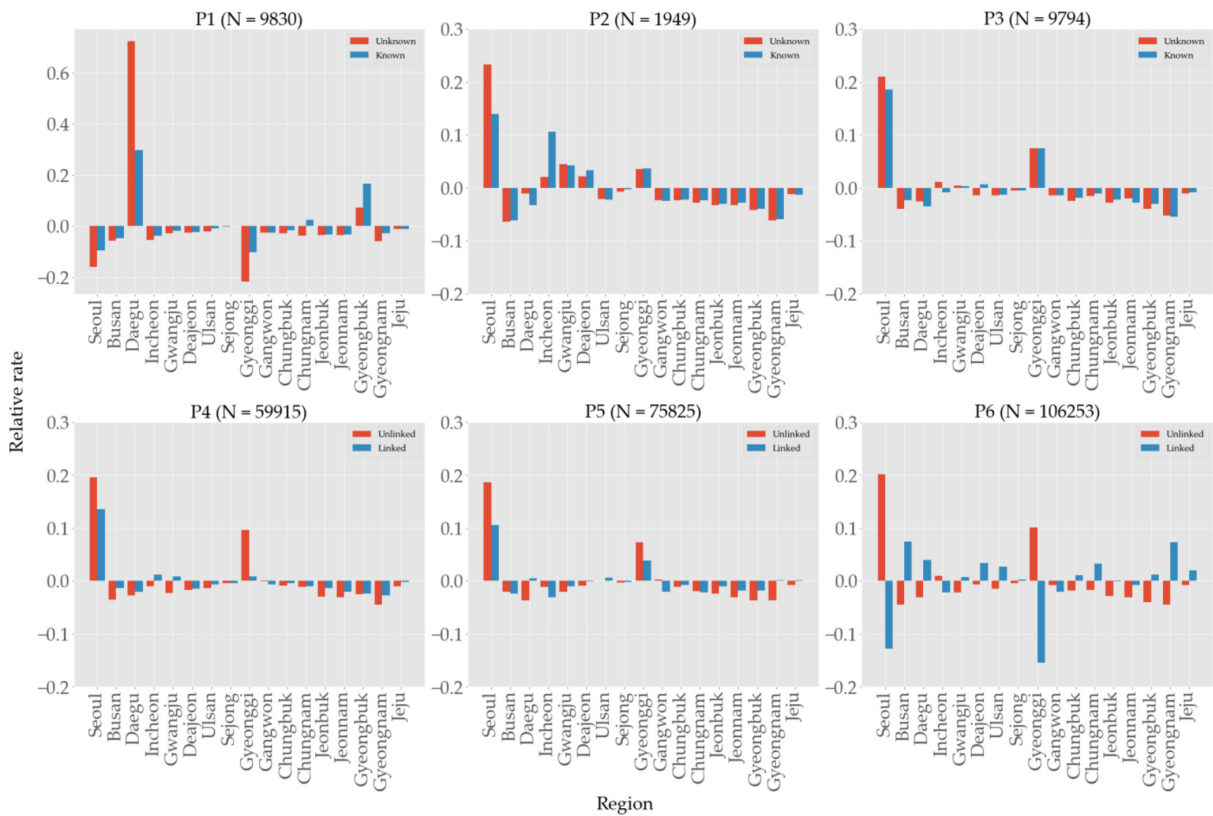 P1 (N = 9830)
Unknown
Known
0.6
0.4
0.2
0.0
−0.2
Seoul
Busan
Daegu
Incheon
Gwangju
Deajeon
Ulsan
Sejong
Gyeonggi
Gangwon
Chungbuk
Chungnam
Jeonbuk
Jeonnam
Gyeongbuk
Gyeongnam
Jeju
P2 (N = 1949)
Unknown
Known
0.3
0.2
0.1
0.0
−0.1
−0.2
Seoul
Busan
Daegu
Incheon
Gwangju
Deajeon
Ulsan
Sejong
Gyeonggi
Gangwon
Chungbuk
Chungnam
Jeonbuk
Jeonnam
Gyeongbuk
Gyeongnam
Jeju
P3 (N = 9794)
Unknown
Known
0.3
0.2
0.1
0.0
−0.1
−0.2
Seoul
Busan
Daegu
Incheon
Gwangju
Deajeon
Ulsan
Sejong
Gyeonggi
Gangwon
Chungbuk
Chungnam
Jeonbuk
Jeonnam
Gyeongbuk
Gyeongnam
Jeju
Relative rate
P4 (N = 59915)
Unlinked
Linked
0.3
0.2
0.1
0.0
−0.1
−0.2
Seoul
Busan
Daegu
Incheon
Gwangju
Deajeon
Ulsan
Sejong
Gyeonggi
Gangwon
Chungbuk
Chungnam
Jeonbuk
Jeonnam
Gyeongbuk
Gyeongnam
Jeju
P5 (N = 75825)
Unlinked
Linked
0.3
0.2
0.1
0.0
−0.1
−0.2
Seoul
Busan
Daegu
Incheon
Gwangju
Deajeon
Ulsan
Sejong
Gyeonggi
Gangwon
Chungbuk
Chungnam
Jeonbuk
Jeonnam
Gyeongbuk
Gyeongnam
Jeju
P6 (N = 106253)
Unlinked
Linked
0.3
0.2
0.1
0.0
−0.1
−0.2
Seoul
Busan
Daegu
Incheon
Gwangju
Deajeon
Ulsan
Sejong
Gyeonggi
Gangwon
Chungbuk
Chungnam
Jeonbuk
Jeonnam
Gyeongbuk
Gyeongnam
Jeju
Region